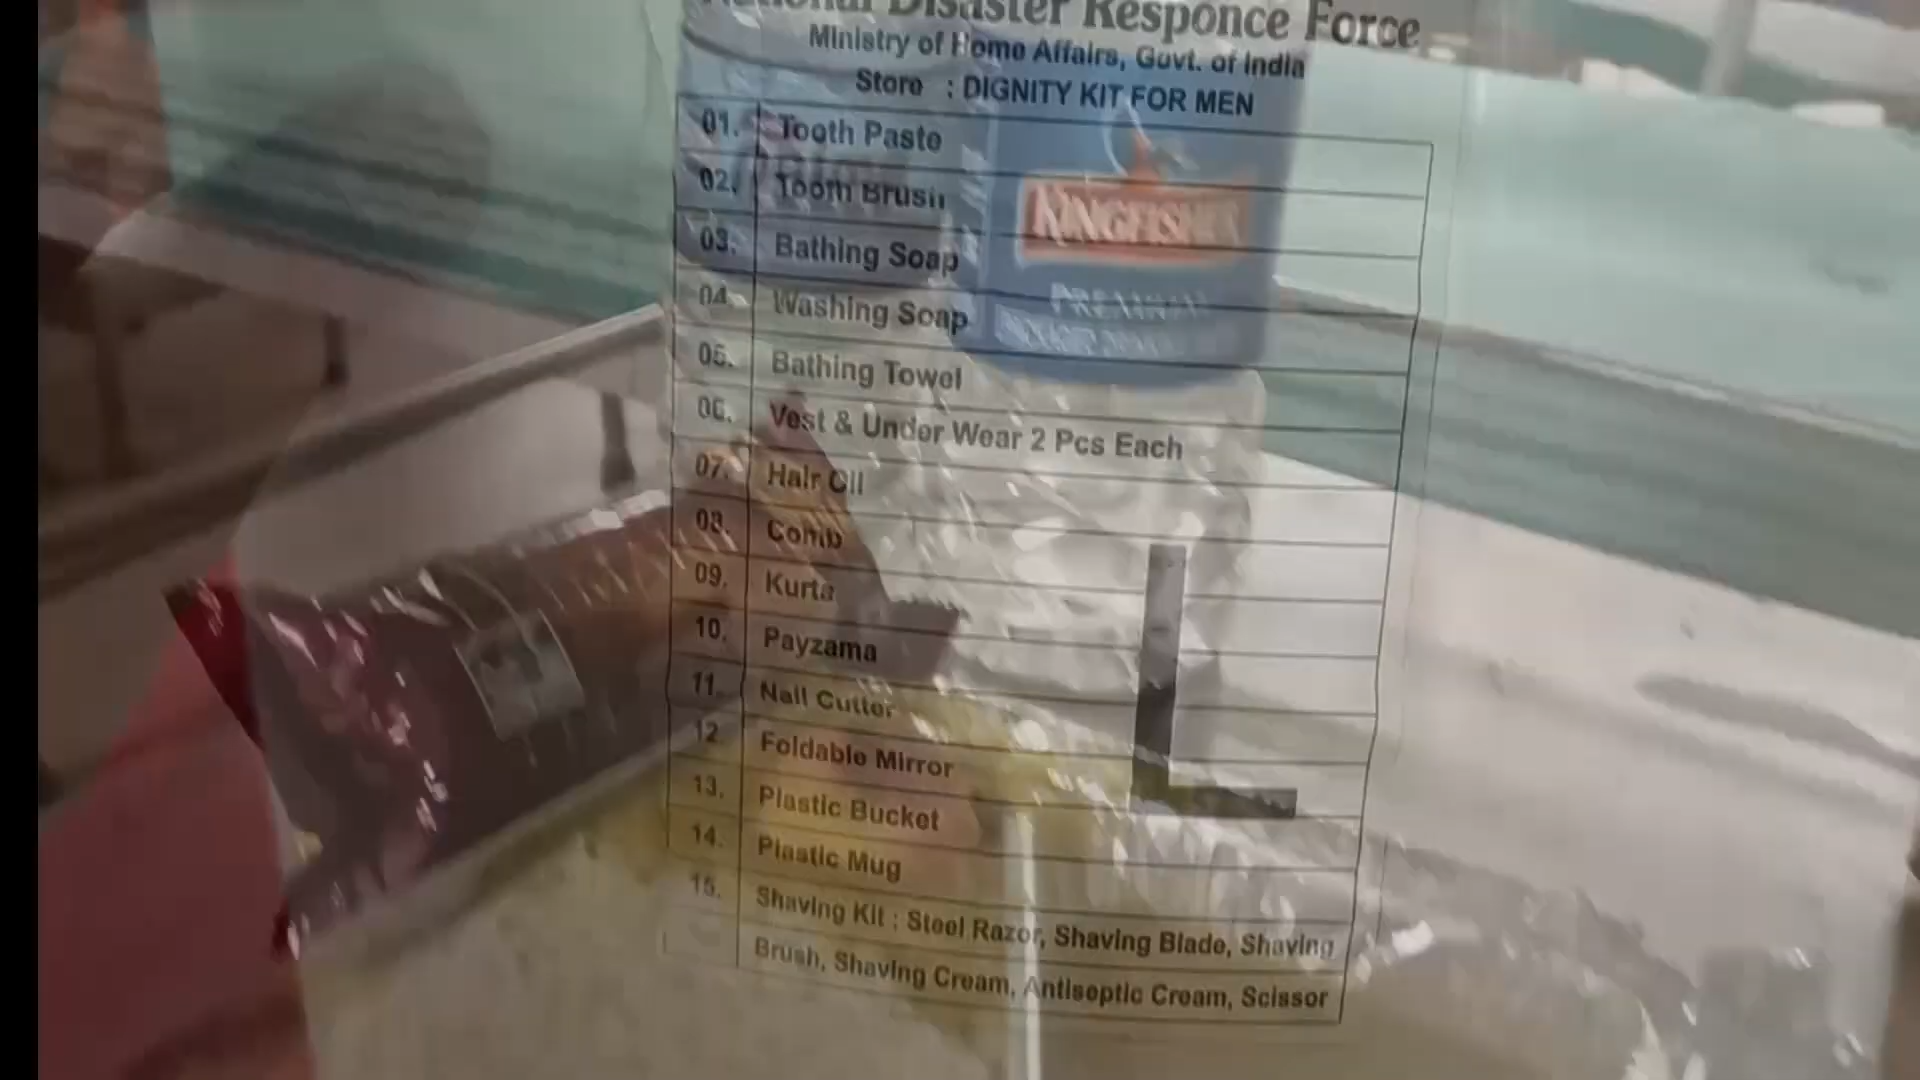 National Disaster Responce Force
Ministry of Home Affairs, Govt. of India
Store : DIGNITY KIT FOR MEN
01. Tooth Paste
02. Tooth Brush
03. Bathing Soap
04. Washing Soap
05. Bathing Towel
06. Vest & Under Wear 2 Pcs Each
07. Hair Oil
08. Comb
09. Kurta
10. Payzama
11. Nail Cutter
12 Foldable Mirror
13. Plastic Bucket
14. Plastic Mug
15. Shaving Kit : Steel Razor, Shaving Blade, Shaving
Brush, Shaving Cream, Antiseptic Cream, Scissor
KINGFISHER
PREMIUM